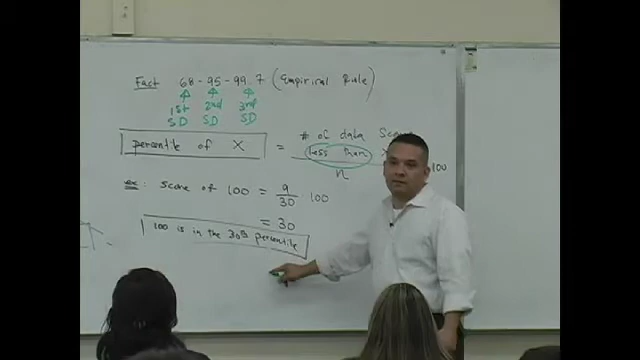 Fact 68 - 95 - 99.7 (Empirical Rule)
1st 2nd 3rd
SD SD SD
percentile of X = # of data
less than
n
100
ex: score of 100 = 9/30 100
= 30
100 is in the 30th percentile